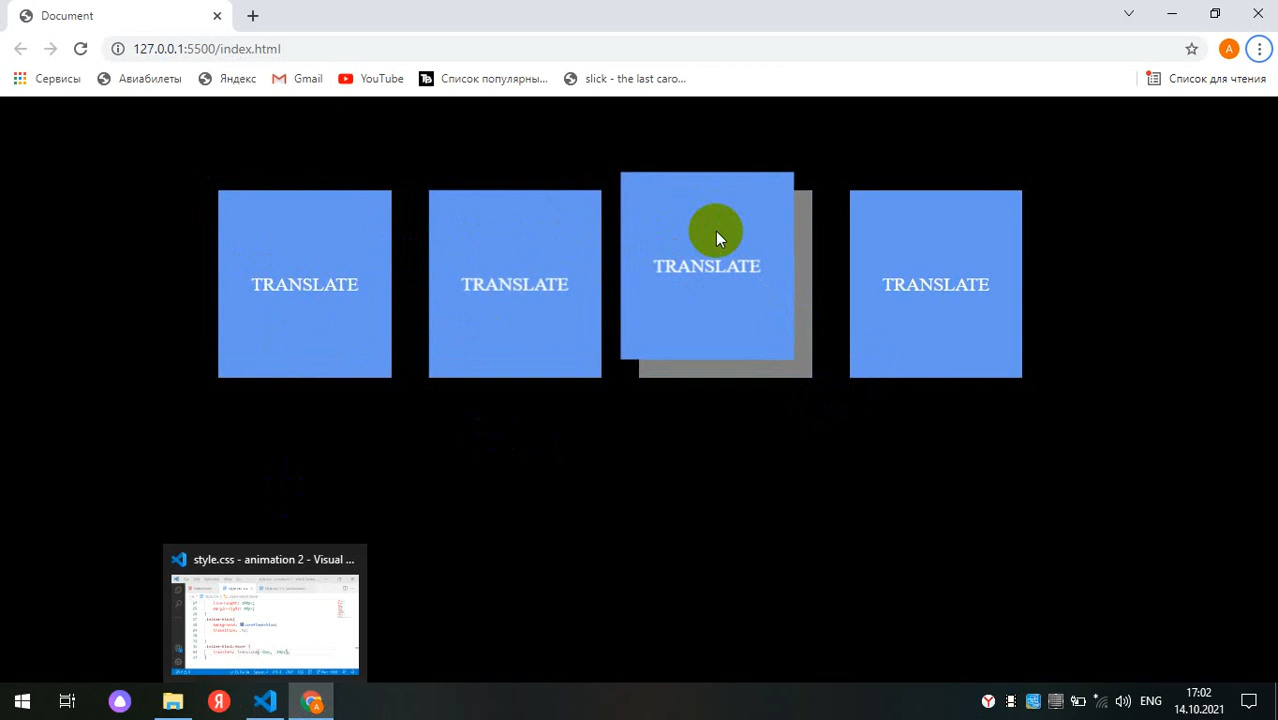 Document
127.0.0.1:5500/index.html
A
Сервисы
Авиабилеты
Яндекс
Gmail
YouTube
Список популярны...
slick - the last caro...
Список для чтения
TRANSLATE
TRANSLATE
TRANSLATE
TRANSLATE
style.css - animation 2 - Visual ...
ENG
17:02
14.10.2021